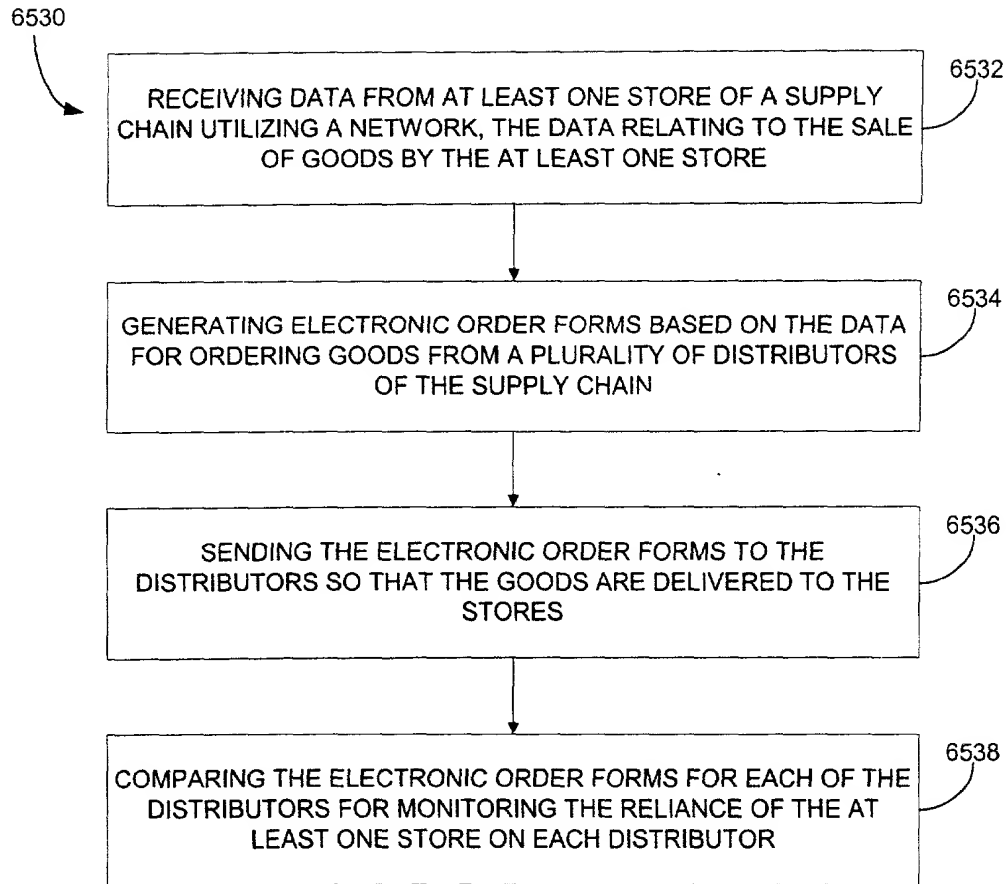 6530
6532
RECEIVING DATA FROM AT LEAST ONE STORE OF A SUPPLY
CHAIN UTILIZING A NETWORK, THE DATA RELATING TO THE SALE
OF GOODS BY THE AT LEAST ONE STORE
6534
GENERATING ELECTRONIC ORDER FORMS BASED ON THE DATA
FOR ORDERING GOODS FROM A PLURALITY OF DISTRIBUTORS
OF THE SUPPLY CHAIN
6536
SENDING THE ELECTRONIC ORDER FORMS TO THE
DISTRIBUTORS SO THAT THE GOODS ARE DELIVERED TO THE
STORES
6538
COMPARING THE ELECTRONIC ORDER FORMS FOR EACH OF THE
DISTRIBUTORS FOR MONITORING THE RELIANCE OF THE AT
LEAST ONE STORE ON EACH DISTRIBUTOR